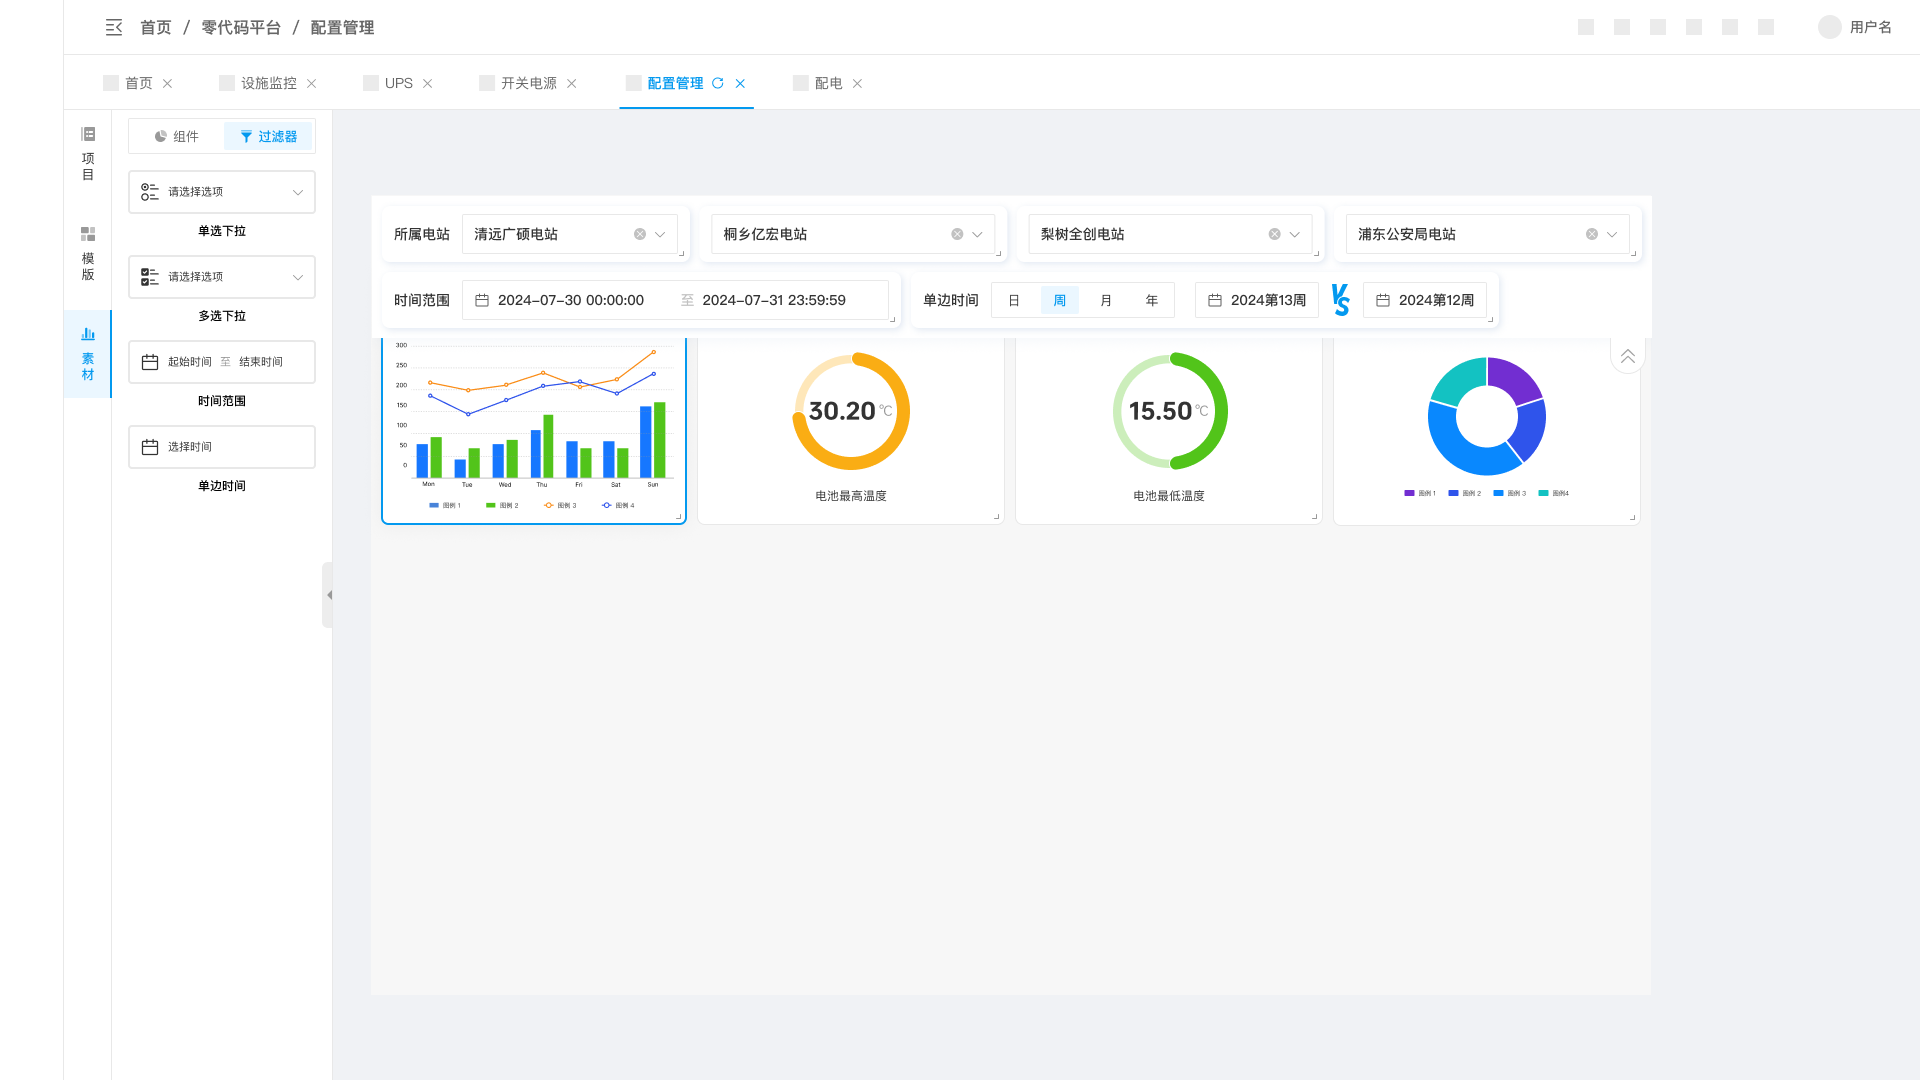 首页 / 零代码平台 / 配置管理
用户名
首页
设施监控
UPS
开关电源
配置管理
配电
项目
模版
素材
组件
过滤器
请选择选项
单选下拉
请选择选项
多选下拉
起始时间 至 结束时间
时间范围
选择时间
单边时间
所属电站 清远广硕电站
桐乡亿宏电站
梨树全创电站
浦东公安局电站
时间范围 2024-07-30 00:00:00 至 2024-07-31 23:59:59
单边时间 日 周 月 年 2024第13周 VS 2024第12周
300
250
200
150
100
50
0
Mon Tue Wed Thu Fri Sat Sun
图例 1 图例 2 图例 3 图例 4
30.20 ℃
电池最高温度
15.50 ℃
电池最低温度
图例 1 图例 2 图例 3 图例4